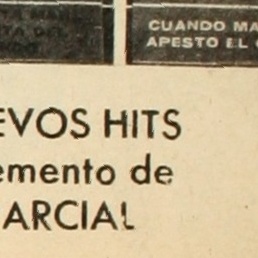 CUANDO MA
APESTO EL
EVOS HITS
emento de
ARCIAL